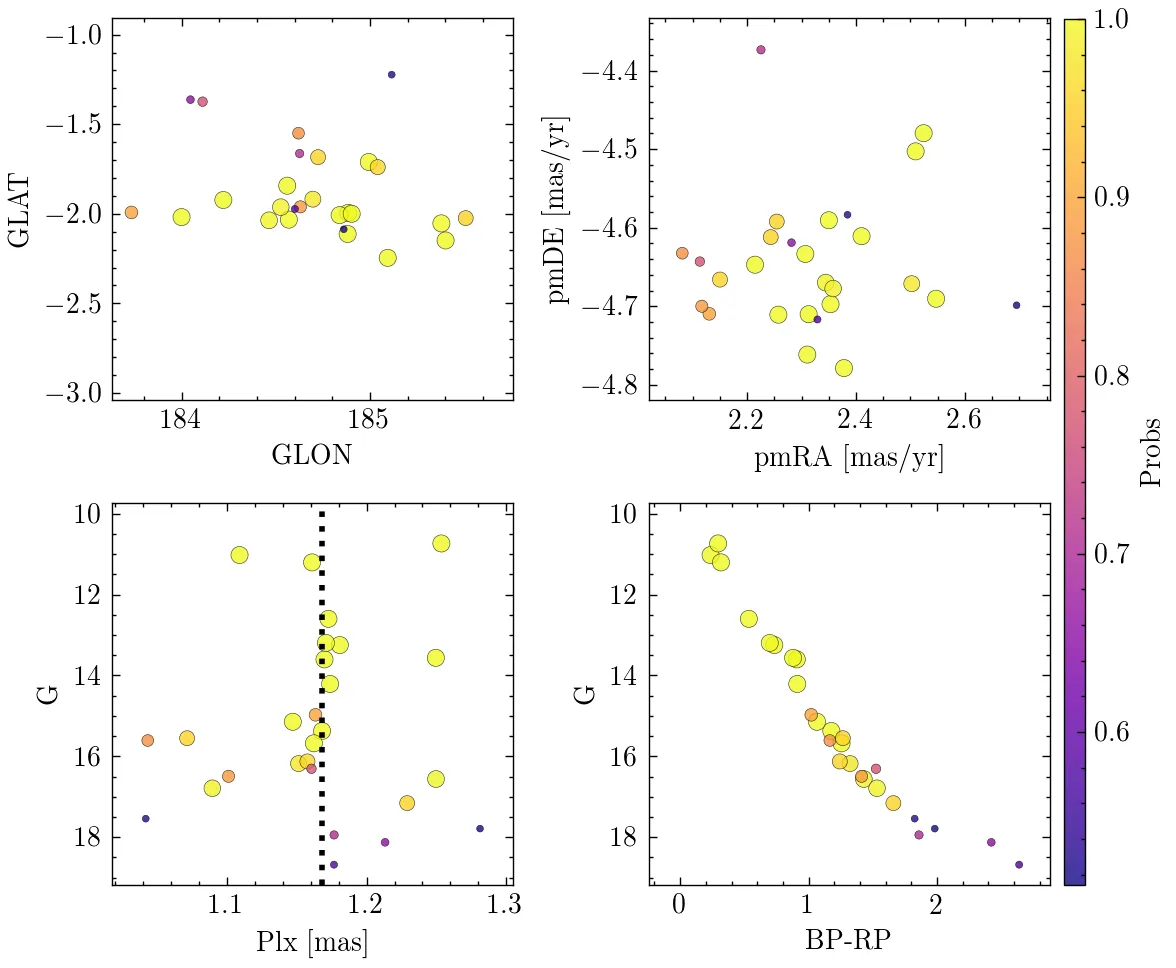 −1.0
−1.5
−2.0
−2.5
−3.0
GLAT
184 185
GLON
−4.4
−4.5
−4.6
−4.7
−4.8
pmDE [mas/yr]
2.2 2.4 2.6
pmRA [mas/yr]
10
12
14
16
18
G
1.1 1.2 1.3
Plx [mas]
10
12
14
16
18
G
0 1 2
BP-RP
1.0
0.9
0.8
0.7
0.6
Probs